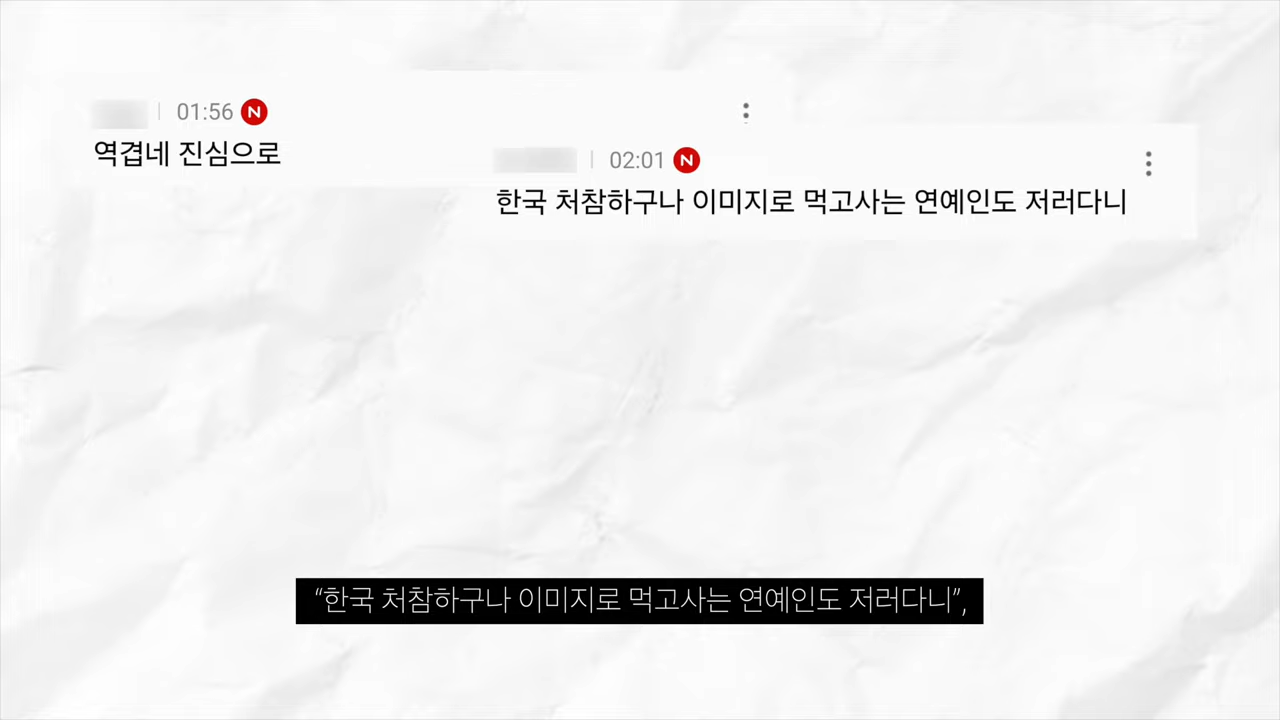 01:56 N
역겹네 진심으로
02:01 N
한국 처참하구나 이미지로 먹고사는 연예인도 저러다니
“한국 처참하구나 이미지로 먹고사는 연예인도 저러다니”,